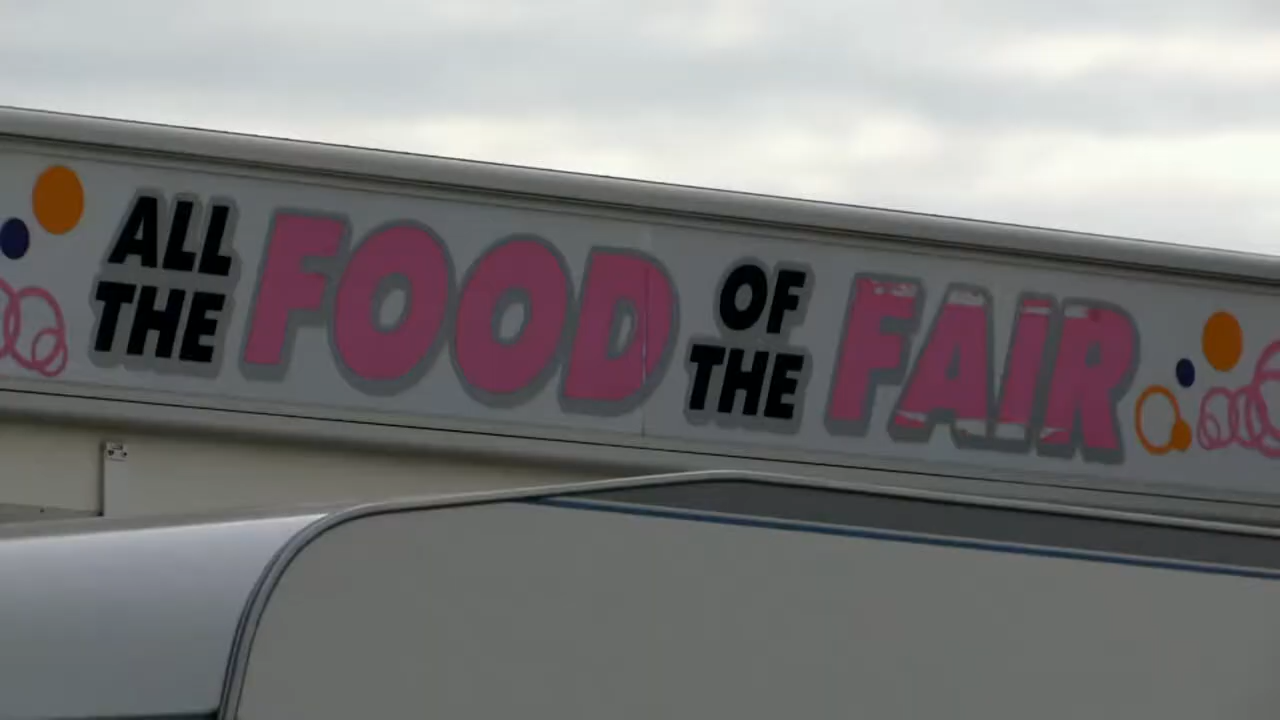 ALL
THE
FOOD
OF
THE
FAIR